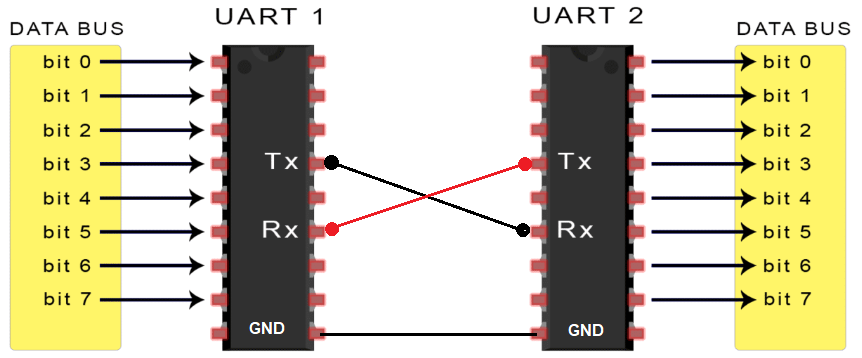 UART 1
UART 2
DATA BUS
DATA BUS
bit 0
bit 1
bit 2
bit 3
bit 4
bit 5
bit 6
bit 7
Tx
Rx
GND
Tx
Rx
GND
bit 0
bit 1
bit 2
bit 3
bit 4
bit 5
bit 6
bit 7